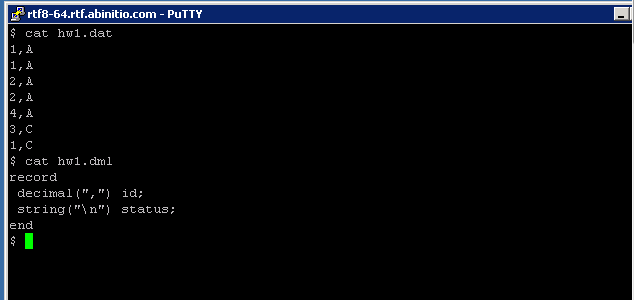 rtf8-64.rtf.abinitio.com - PuTTY
$ cat hw1.dat
1,A
1,A
2,A
2,A
4,A
3,C
1,C
$ cat hw1.dml
record
 decimal(",") id;
 string("\n") status;
end
$